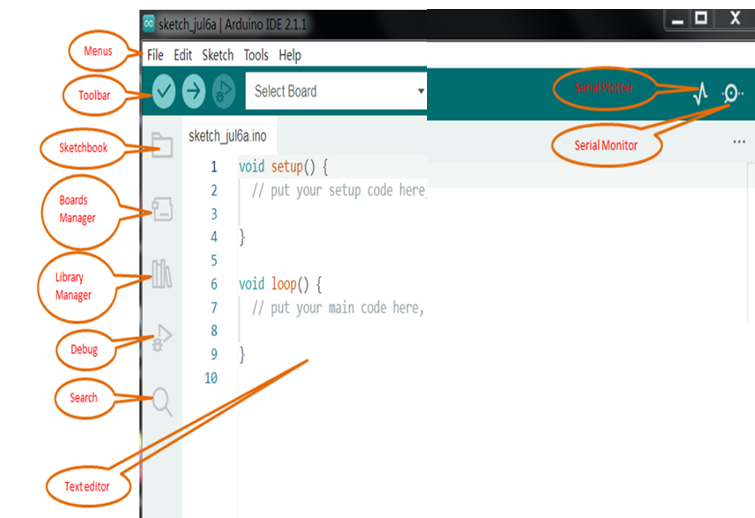 sketch_jul6a | Arduino IDE 2.1.1
Menus
File Edit Sketch Tools Help
Toolbar
Select Board
Serial Plotter
Serial Monitor
Sketchbook
sketch_jul6a.ino
...
1 void setup() {
2 // put your setup code here,
3
4 }
5
6 void loop() {
7 // put your main code here,
8
9 }
10
Boards
Manager
Library
Manager
Debug
Search
Text editor